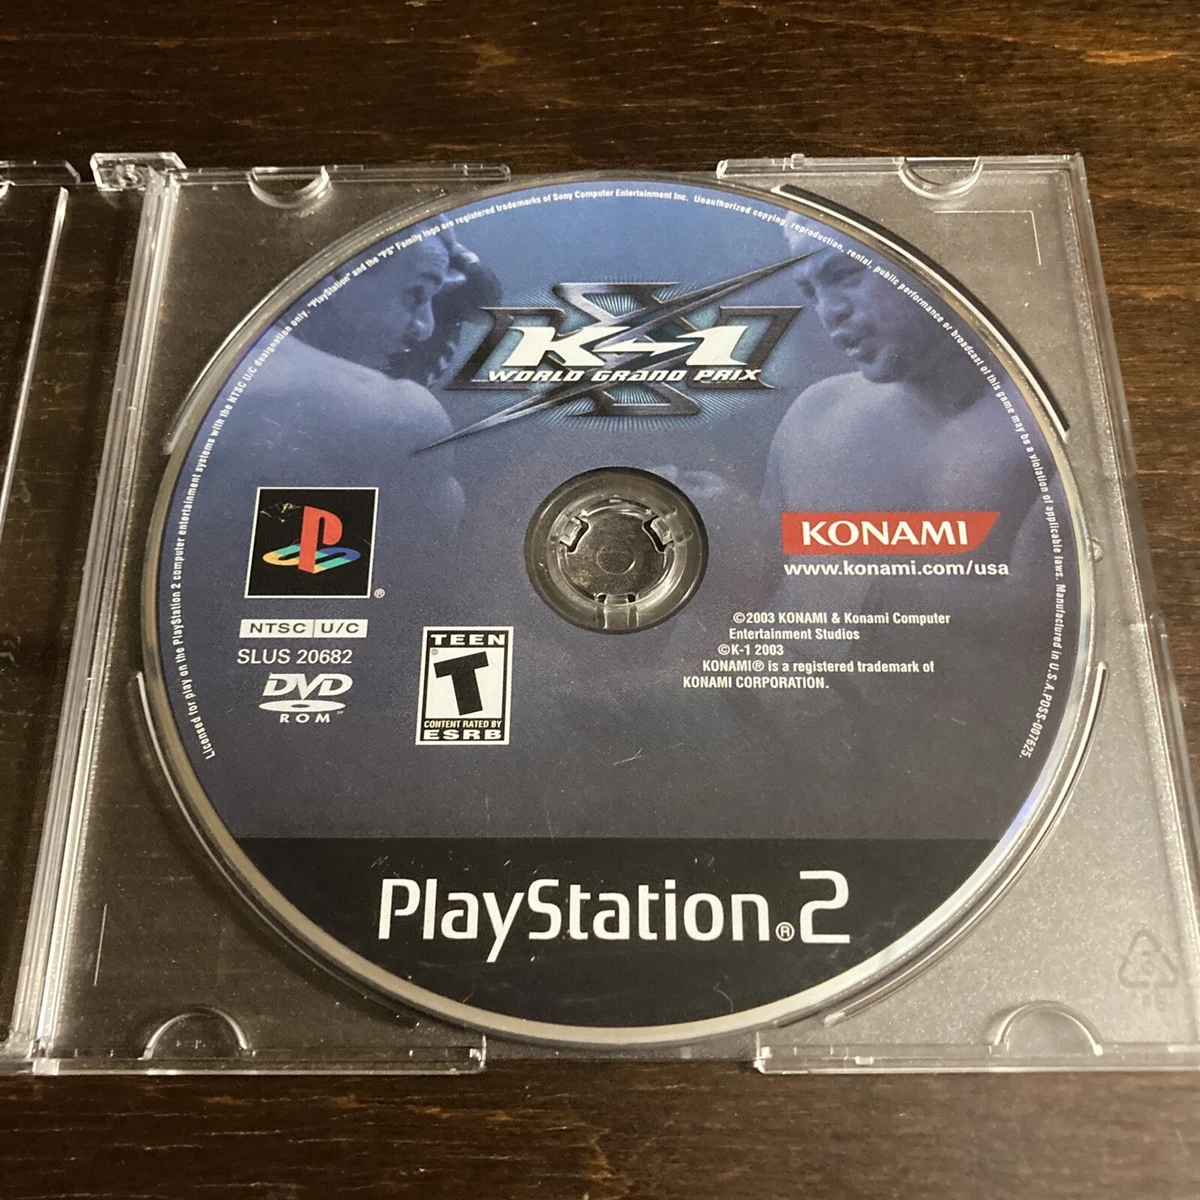 Licensed for play on the PlayStation 2 computer entertainment systems with the NTSC U/C designation only. "PlayStation" and the "PS" Family logo are registered trademarks of Sony Computer Entertainment Inc. Unauthorized copying, reproduction, rental, public performance or broadcast of this game may be a violation of applicable laws. Manufactured in U.S.A. PDSS-007625.
K-1
WORLD GRAND PRIX
®
NTSC U/C
SLUS 20682
DVD
ROM
TEEN
T
CONTENT RATED BY
ESRB
KONAMI
www.konami.com/usa
©2003 KONAMI & Konami Computer
Entertainment Studios
©K-1 2003
KONAMI® is a registered trademark of
KONAMI CORPORATION.
PlayStation®2